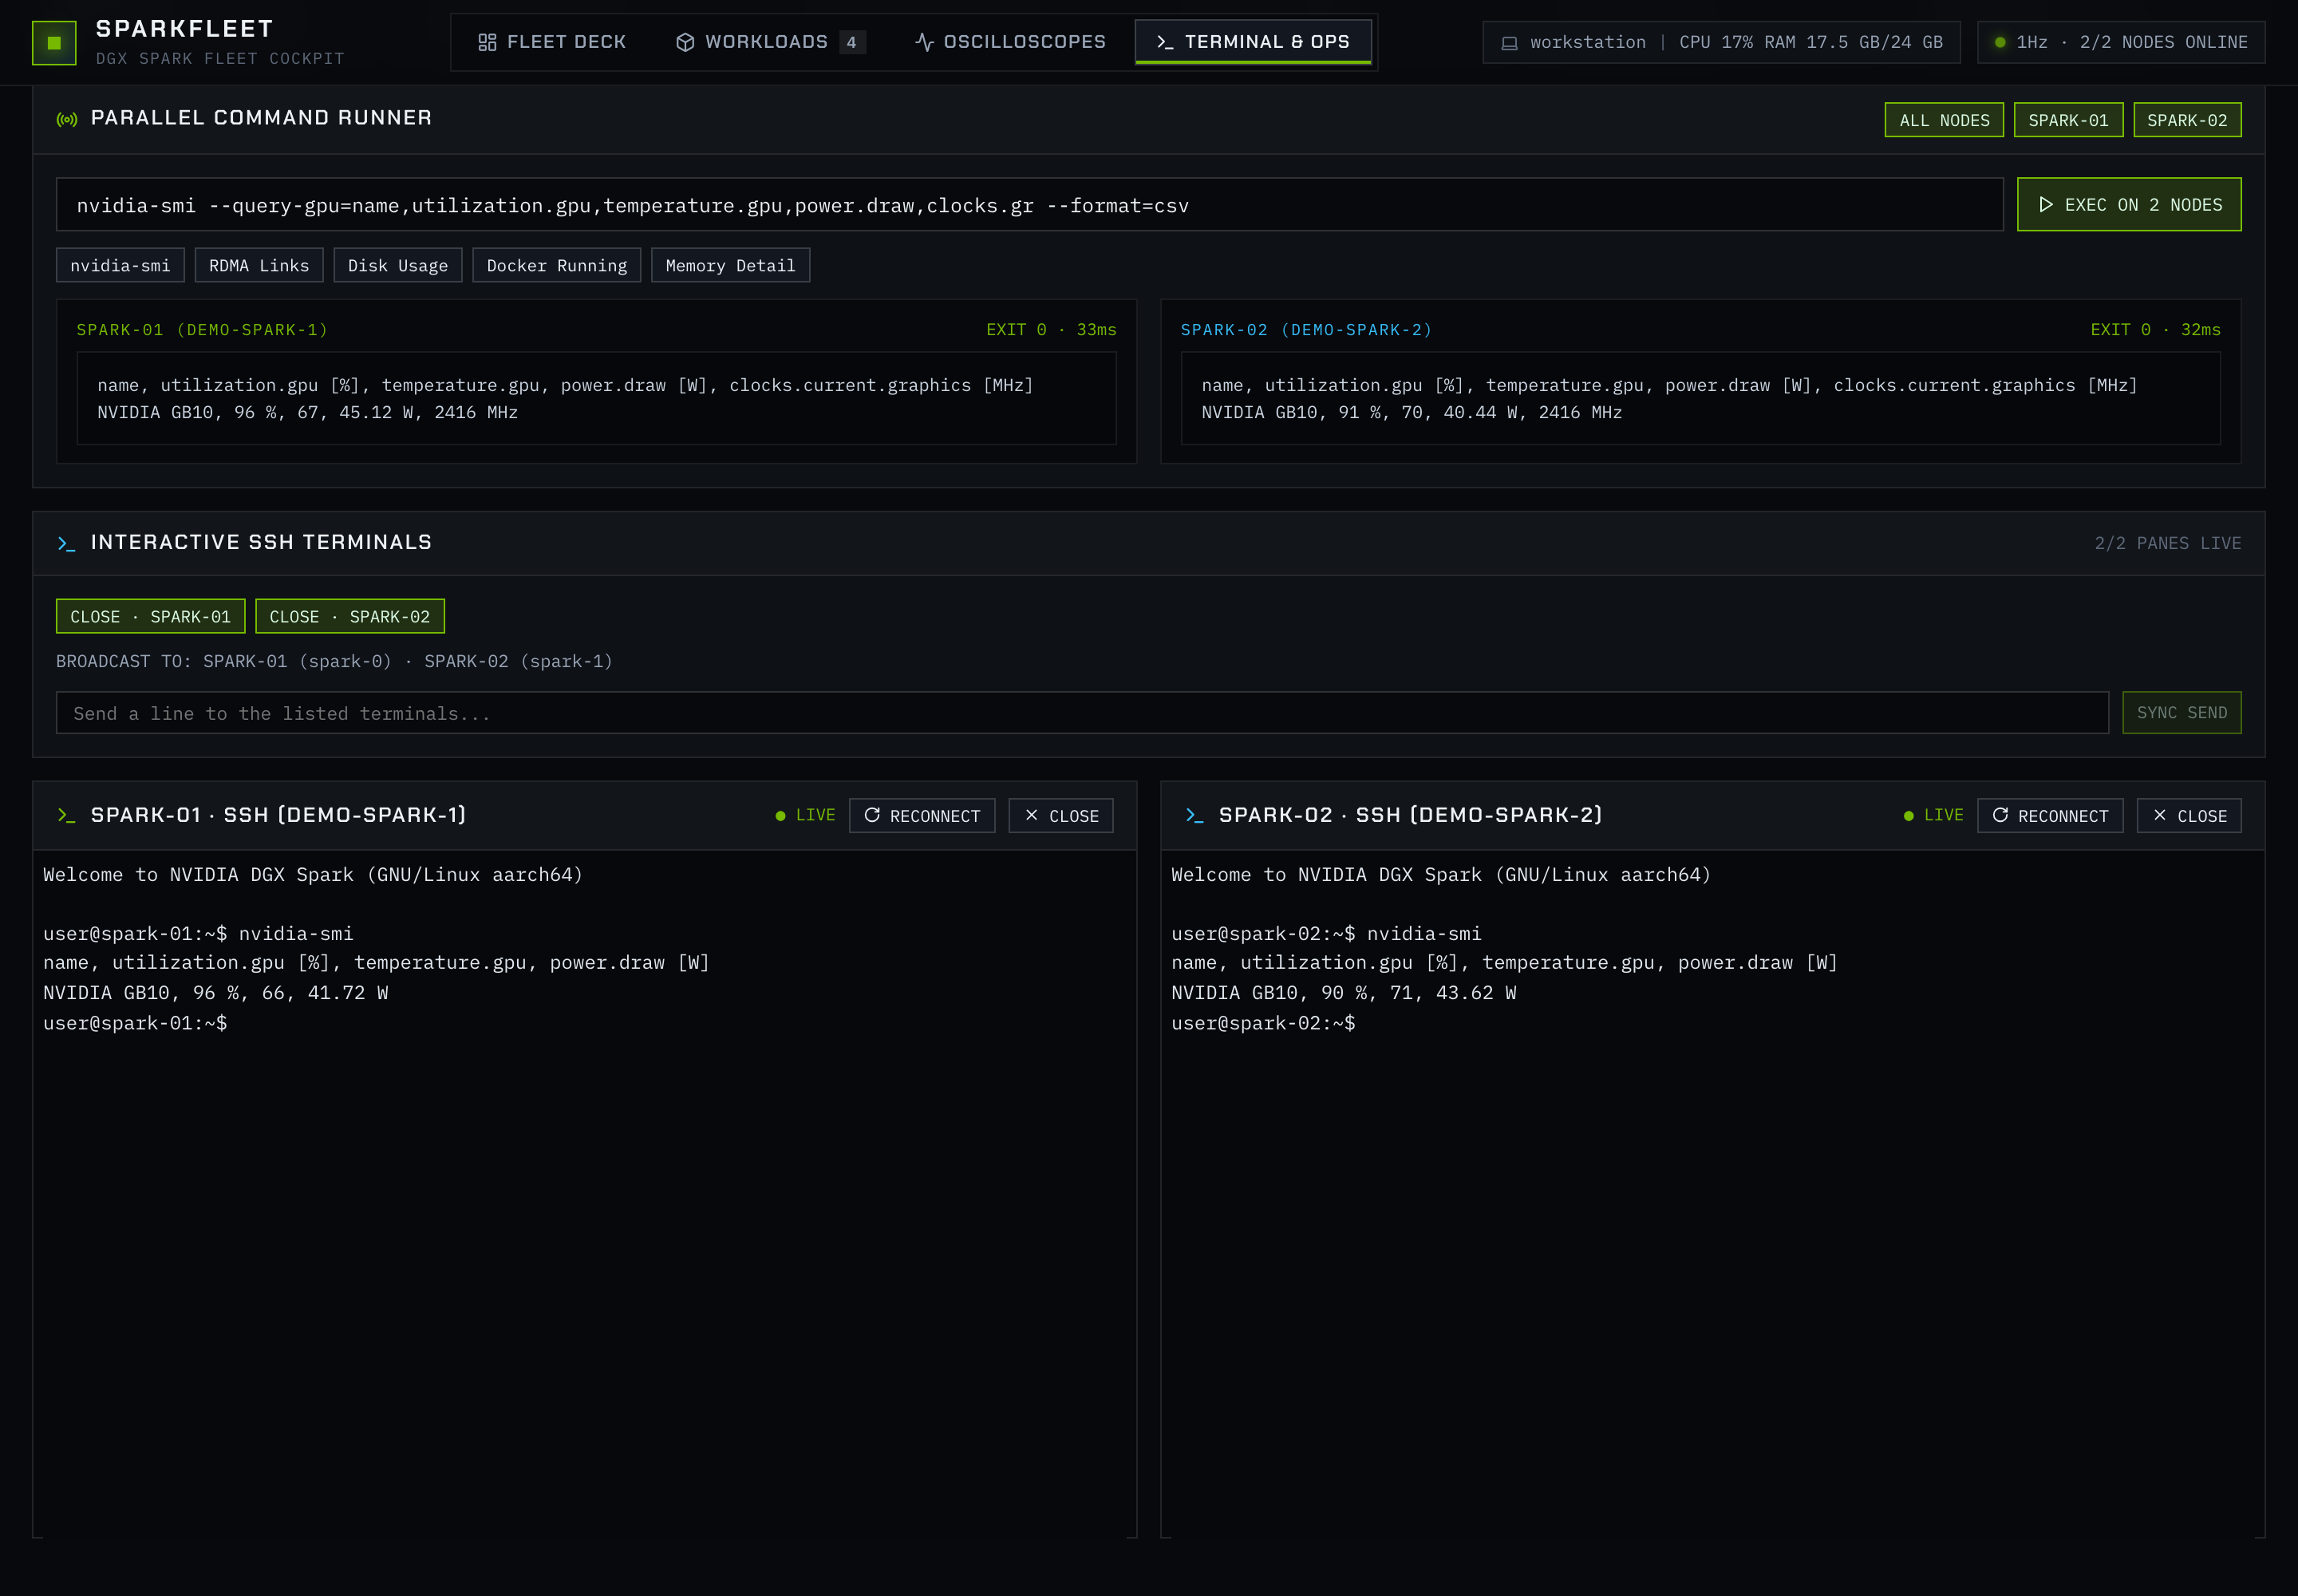 SPARKFLEET
DGX SPARK FLEET COCKPIT
FLEET DECK
WORKLOADS 4
OSCILLOSCOPES
TERMINAL & OPS
workstation | CPU 17% RAM 17.5 GB/24 GB
1Hz · 2/2 NODES ONLINE
PARALLEL COMMAND RUNNER
ALL NODES
SPARK-01
SPARK-02
nvidia-smi --query-gpu=name,utilization.gpu,temperature.gpu,power.draw,clocks.gr --format=csv
EXEC ON 2 NODES
nvidia-smi
RDMA Links
Disk Usage
Docker Running
Memory Detail
SPARK-01 (DEMO-SPARK-1)
EXIT 0 · 33ms
name, utilization.gpu [%], temperature.gpu, power.draw [W], clocks.current.graphics [MHz]
NVIDIA GB10, 96 %, 67, 45.12 W, 2416 MHz
SPARK-02 (DEMO-SPARK-2)
EXIT 0 · 32ms
name, utilization.gpu [%], temperature.gpu, power.draw [W], clocks.current.graphics [MHz]
NVIDIA GB10, 91 %, 70, 40.44 W, 2416 MHz
INTERACTIVE SSH TERMINALS
2/2 PANES LIVE
CLOSE · SPARK-01
CLOSE · SPARK-02
BROADCAST TO: SPARK-01 (spark-0) · SPARK-02 (spark-1)
Send a line to the listed terminals...
SYNC SEND
SPARK-01 · SSH (DEMO-SPARK-1)
LIVE
RECONNECT
CLOSE
Welcome to NVIDIA DGX Spark (GNU/Linux aarch64)
user@spark-01:~$ nvidia-smi
name, utilization.gpu [%], temperature.gpu, power.draw [W]
NVIDIA GB10, 96 %, 66, 41.72 W
user@spark-01:~$
SPARK-02 · SSH (DEMO-SPARK-2)
LIVE
RECONNECT
CLOSE
Welcome to NVIDIA DGX Spark (GNU/Linux aarch64)
user@spark-02:~$ nvidia-smi
name, utilization.gpu [%], temperature.gpu, power.draw [W]
NVIDIA GB10, 90 %, 71, 43.62 W
user@spark-02:~$